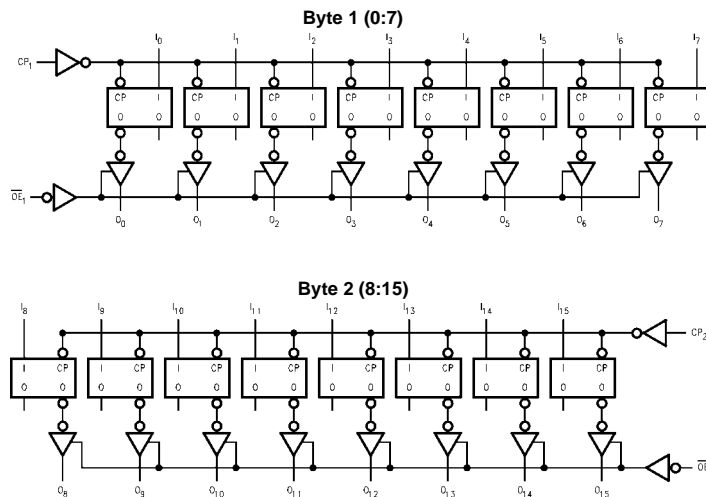 Byte 1 (0:7)
I0 I1 I2 I3 I4 I5 I6 I7
CP1
CP I CP I CP I CP I CP I CP I CP I CP I
O O O O O O O O O O O O O O O O
OE1
O0 O1 O2 O3 O4 O5 O6 O7
Byte 2 (8:15)
I8 I9 I10 I11 I12 I13 I14 I15
CP2
I CP I CP I CP I CP I CP I CP I CP I CP
O O O O O O O O O O O O O O O O
OE
O8 O9 O10 O11 O12 O13 O14 O15